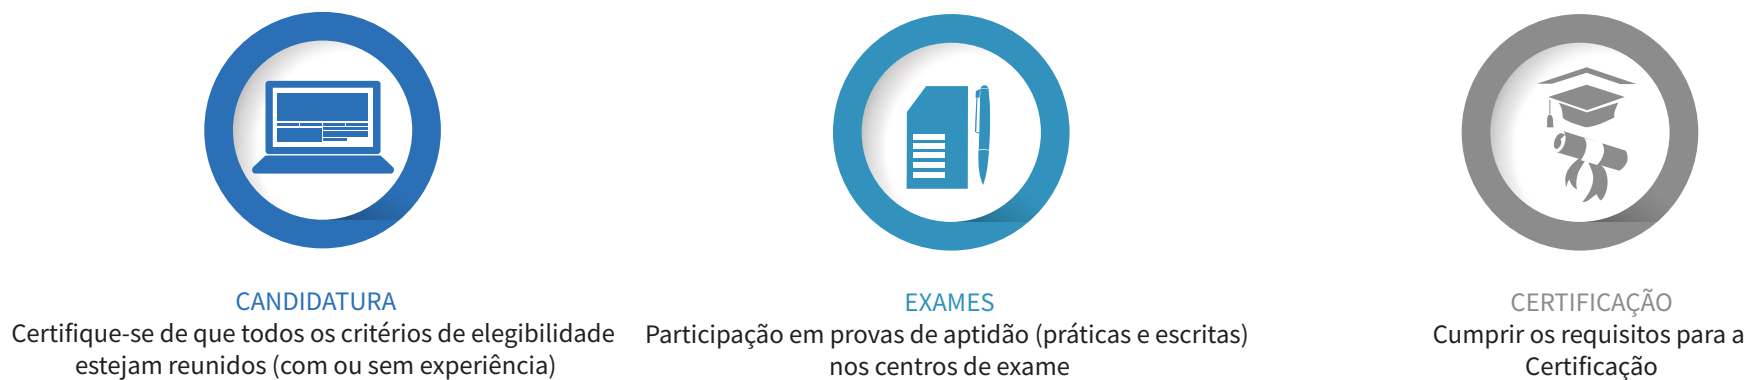 CANDIDATURA
Certifique-se de que todos os critérios de elegibilidade
estejam reunidos (com ou sem experiência)
EXAMES
Participação em provas de aptidão (práticas e escritas)
nos centros de exame
CERTIFICAÇÃO
Cumprir os requisitos para a
Certificação